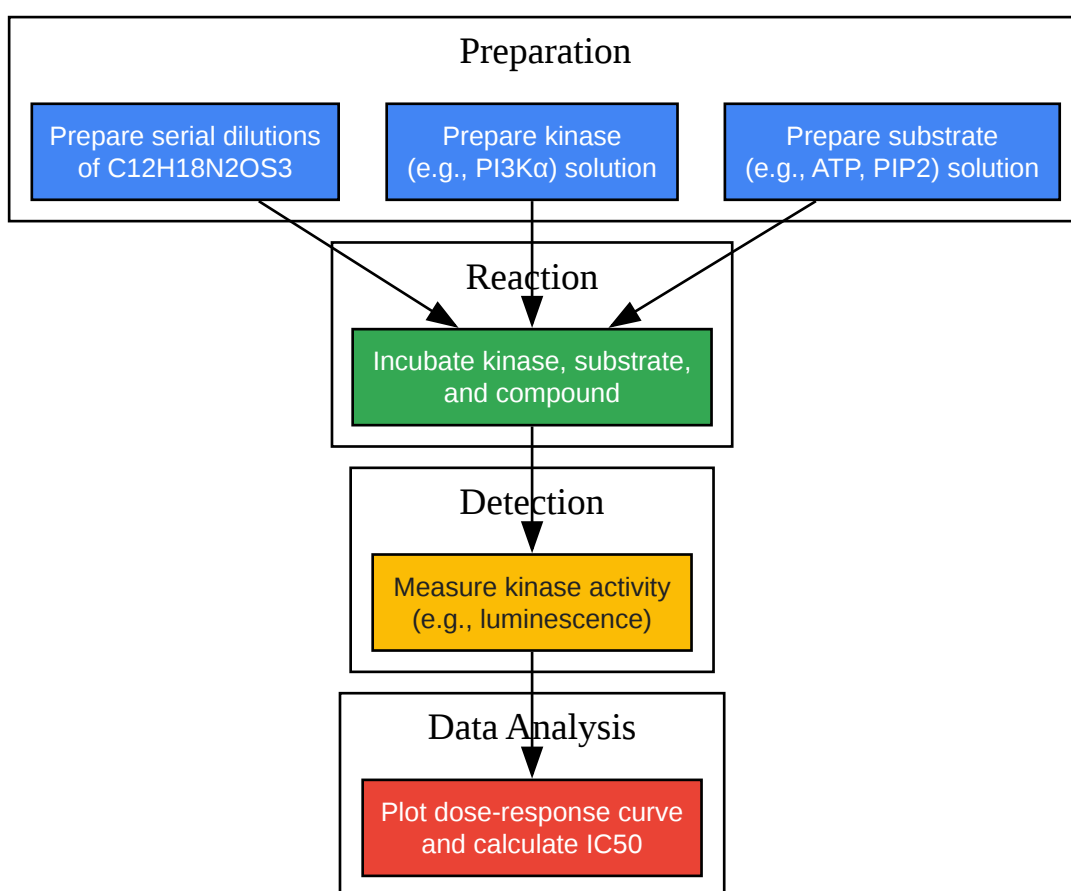 Preparation
Prepare serial dilutions
of C12H18N2OS3
Prepare kinase
(e.g., PI3Kα) solution
Prepare substrate
(e.g., ATP, PIP2) solution
Reaction
Incubate kinase, substrate,
and compound
Detection
Measure kinase activity
(e.g., luminescence)
Data Analysis
Plot dose-response curve
and calculate IC50